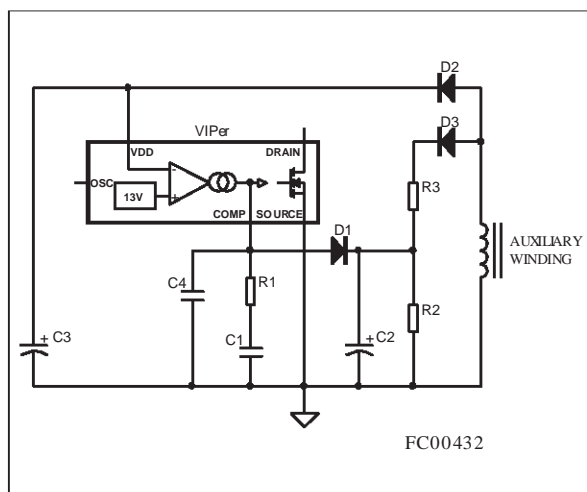 D2
VIPer
D3
VDD
DRAIN
OSC
-
+
13V
COMP SOURCE
R3
D1
AUXILIARY
WINDING
C4
R1
R2
+
C3
C1
+
C2
FC00432